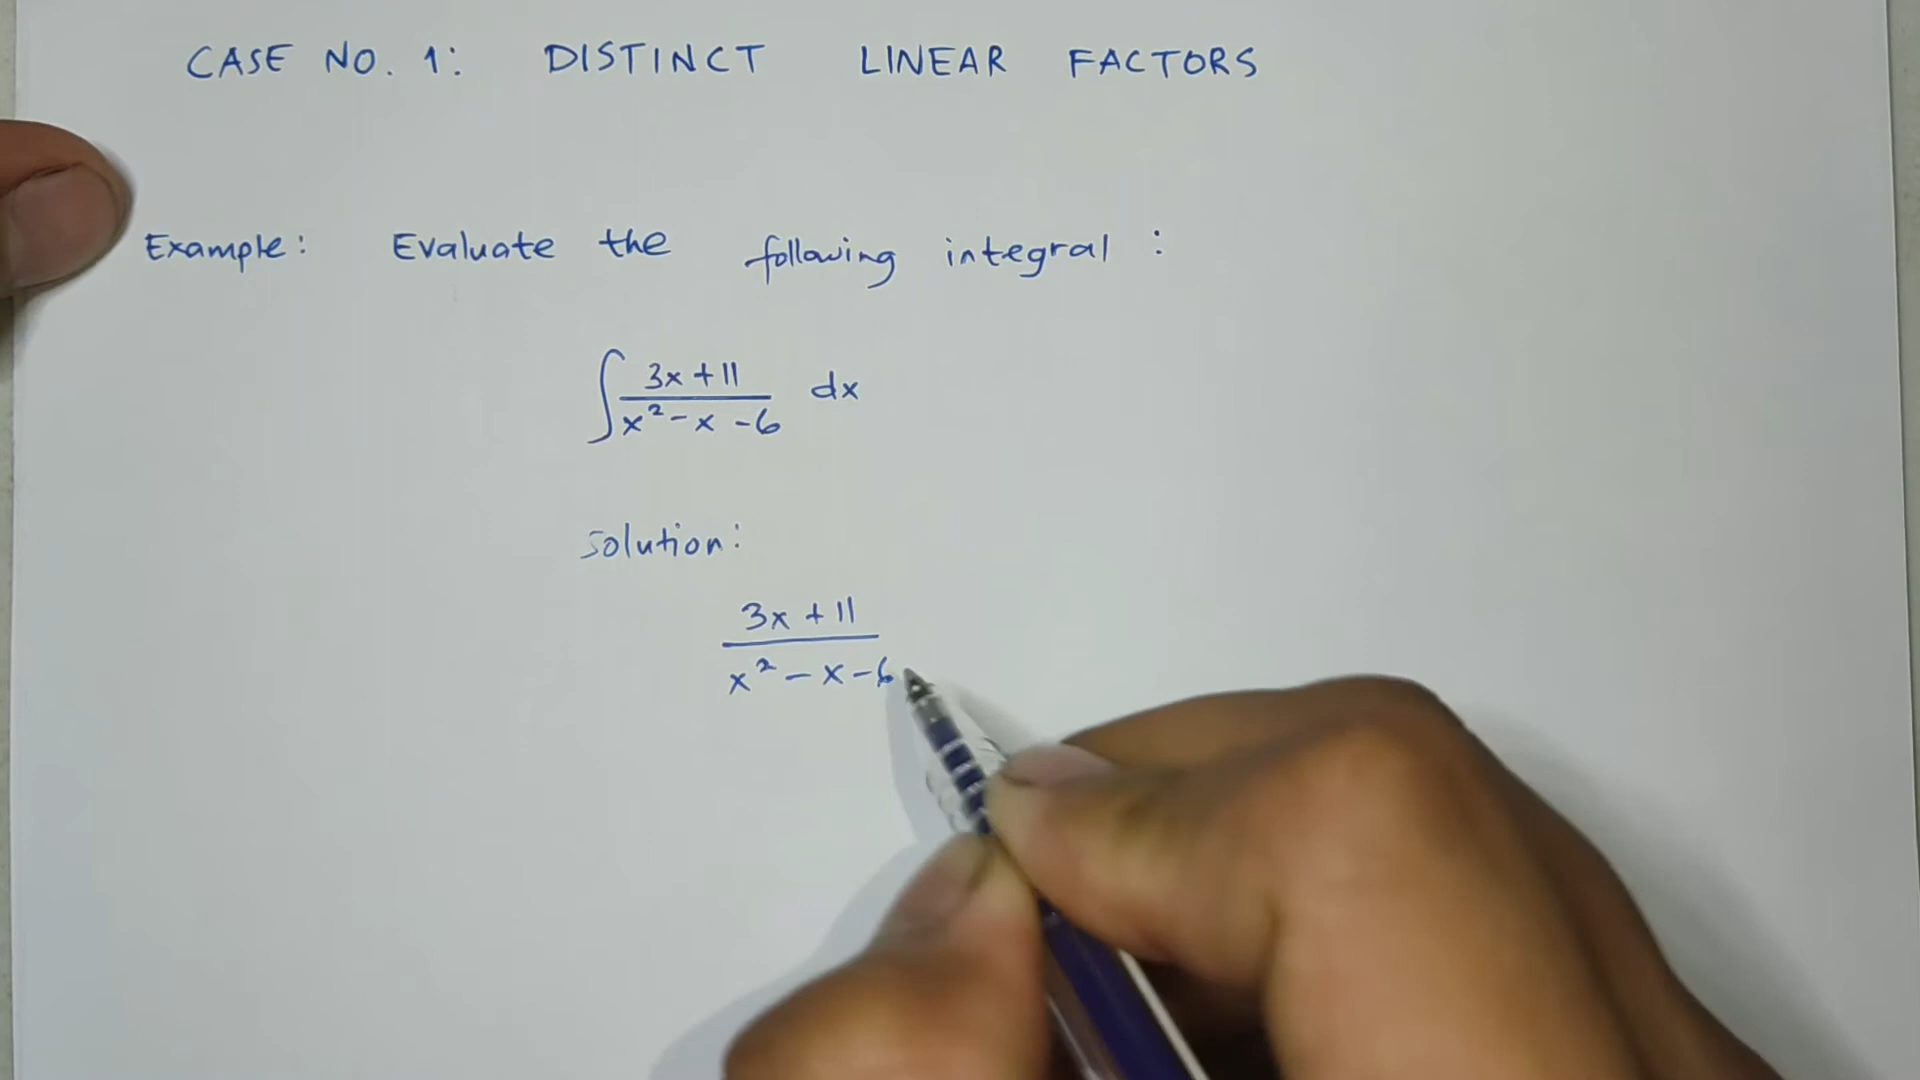 CASE NO. 1: DISTINCT LINEAR FACTORS
Example: Evaluate the following integral :
∫ (3x + 11)/(x² - x - 6) dx
Solution:
3x + 11
x² - x - 6